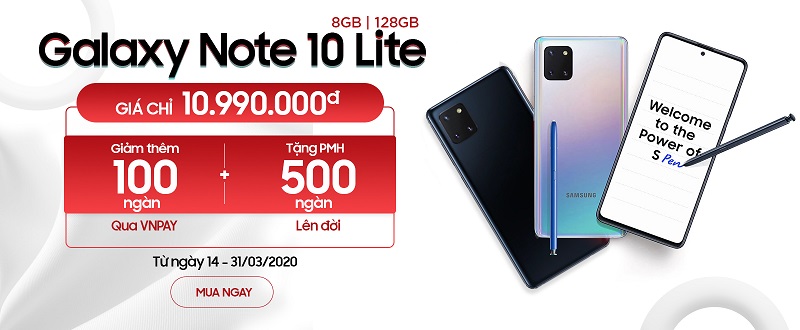 8GB | 128GB
Galaxy Note 10 Lite
GIÁ CHỈ 10.990.000đ
Giảm thêm
100
ngàn
+
Tặng PMH
500
ngàn
Qua VNPAY
Lên đời
Từ ngày 14 - 31/03/2020
MUA NGAY
SAMSUNG
Welcome
to the
Power of
S Pen